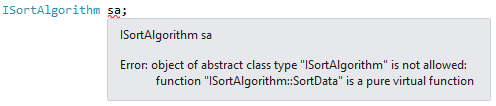 ISortAlgorithm sa;
ISortAlgorithm sa
Error: object of abstract class type "ISortAlgorithm" is not allowed:
function "ISortAlgorithm::SortData" is a pure virtual function